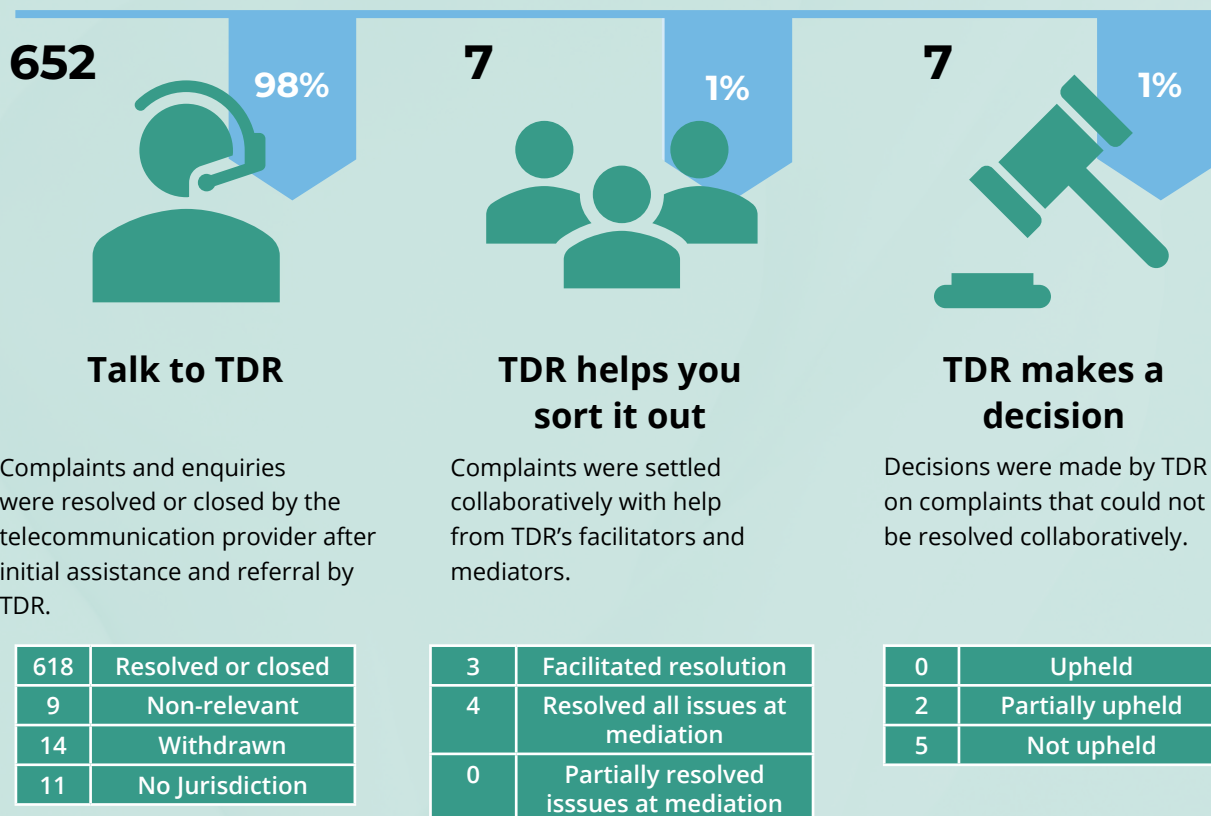 652
98%
Talk to TDR
Complaints and enquiries
were resolved or closed by the
telecommunication provider after
initial assistance and referral by
TDR.
618 Resolved or closed
9 Non-relevant
14 Withdrawn
11 No Jurisdiction
7
1%
TDR helps you
sort it out
Complaints were settled
collaboratively with help
from TDR’s facilitators and
mediators.
3 Facilitated resolution
4 Resolved all issues at
mediation
0 Partially resolved
isssues at mediation
7
1%
TDR makes a
decision
Decisions were made by TDR
on complaints that could not
be resolved collaboratively.
0 Upheld
2 Partially upheld
5 Not upheld